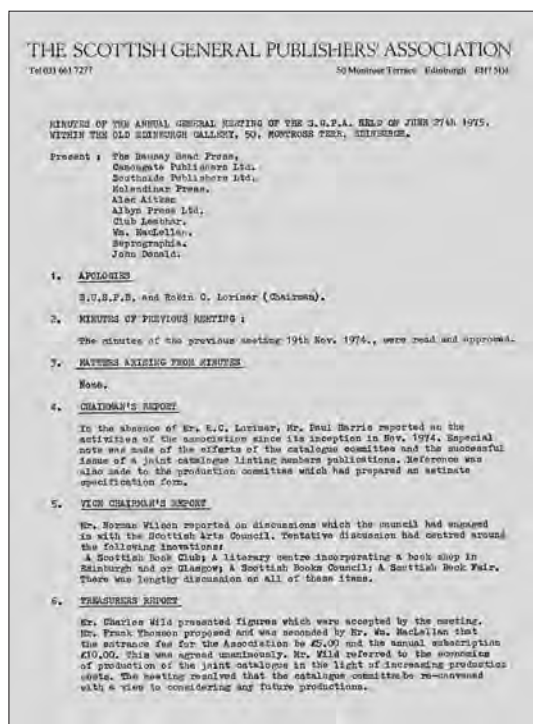 THE SCOTTISH GENERAL PUBLISHERS' ASSOCIATION
Tel 031 661 7277 50 Montrose Terrace Edinburgh
MINUTES OF THE ANNUAL GENERAL MEETING OF THE S.G.P.A. HELD ON JUNE 27th 1975.
WITHIN THE OLD EDINBURGH GALLERY, 50, MONTROSE TERR, EDINBURGH.
Present : The Ramsay Head Press,
Canongate Publishers Ltd.
Southside Publishers Ltd.
Molendinar Press.
Alec Aitken
Albyn Press Ltd.
Club Leabhar.
Wm. MacLellan.
Reprographia.
John Donald.
1. APOLOGIES
S.U.S.P.B. and Robin C. Lorimer (Chairman).
2. MINUTES OF PREVIOUS MEETING :
The minutes of the previous meeting 19th Nov. 1974., were read and approved.
3. MATTERS ARISING FROM MINUTES
None.
4. CHAIRMAN'S REPORT
In the absence of Mr. R.C. Lorimer, Mr. Paul Harris reported on the
activities of the association since its inception in Nov. 1974. Especial
note was made of the efforts of the catalogue committee and the successful
issue of a joint catalogue listing members publications. Reference was
also made to the production committee which had prepared an estimate
specification form.
5. VICE CHAIRMAN'S REPORT
Mr. Norman Wilson reported on discussions which the council had engaged
in with the Scottish Arts Council. Tentative discussion had centred around
the following inovations:
A Scottish Book Club; A literary centre incorporating a book shop in
Edinburgh and or Glasgow; A Scottish Books Council; A Scottish Book Fair.
There was lengthy discussion on all of these items.
6. TREASURERS REPORT
Mr. Charles Wild presented figures which were accepted by the meeting.
Mr. Frank Thomson proposed and was seconded by Mr. Wm. MacLellan that
the entrance fee for the Association be £5.00 and the annual subscription
£10.00. This was agreed unanimously. Mr. Wild referred to the economics
of production of the joint catalogue in the light of increasing production
costs. The meeting resolved that the catalogue committee re-convened
with a view to considering any future productions.